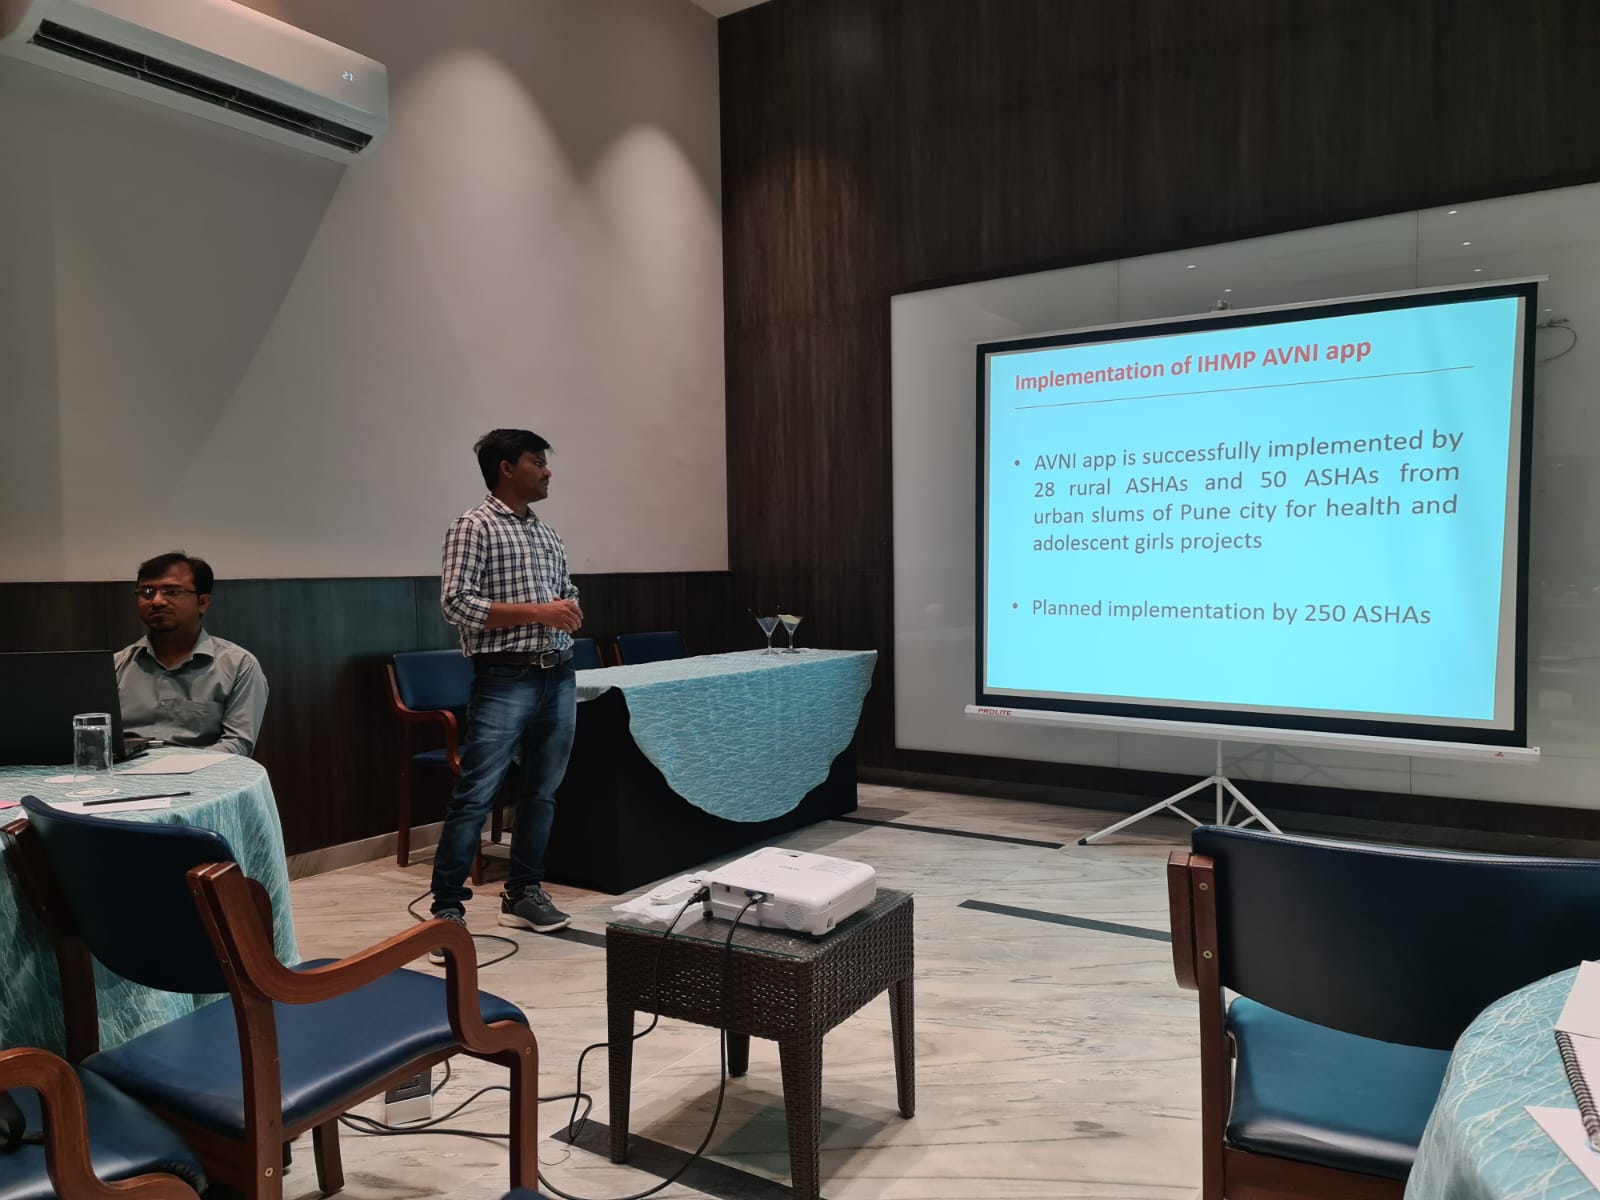 27
Implementation of IHMP AVNI app
• AVNI app is successfully implemented by
28 rural ASHAs and 50 ASHAs from
urban slums of Pune city for health and
adolescent girls projects
• Planned implementation by 250 ASHAs
PROLITE